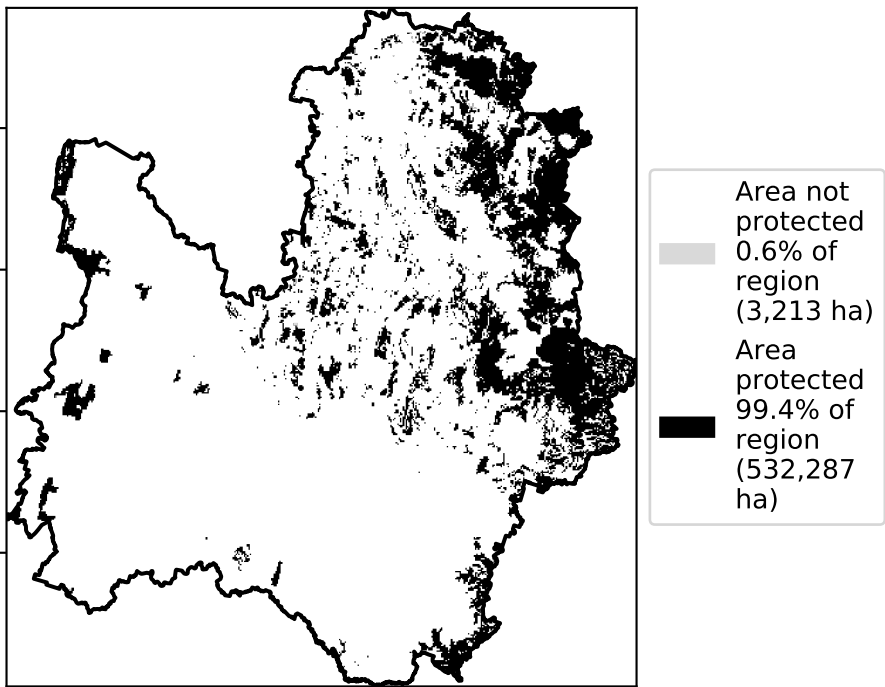 Area not
protected
0.6% of
region
(3,213 ha)
Area
protected
99.4% of
region
(532,287
ha)